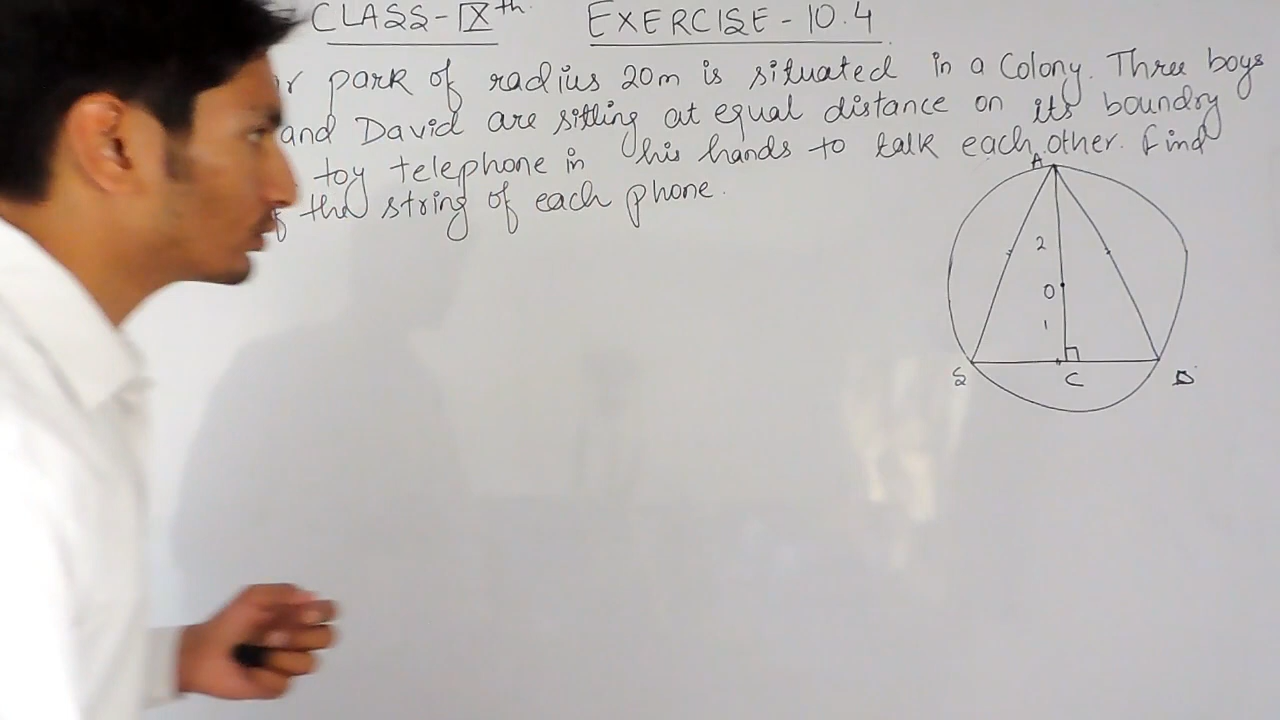 CLASS-IXth EXERCISE-10.4
r park of radius 20m is situated in a Colony. Three boys
and David are sitting at equal distance on its boundry
toy telephone in his hands to talk each other. find
f the string of each phone.
A
2
O
1
S C D